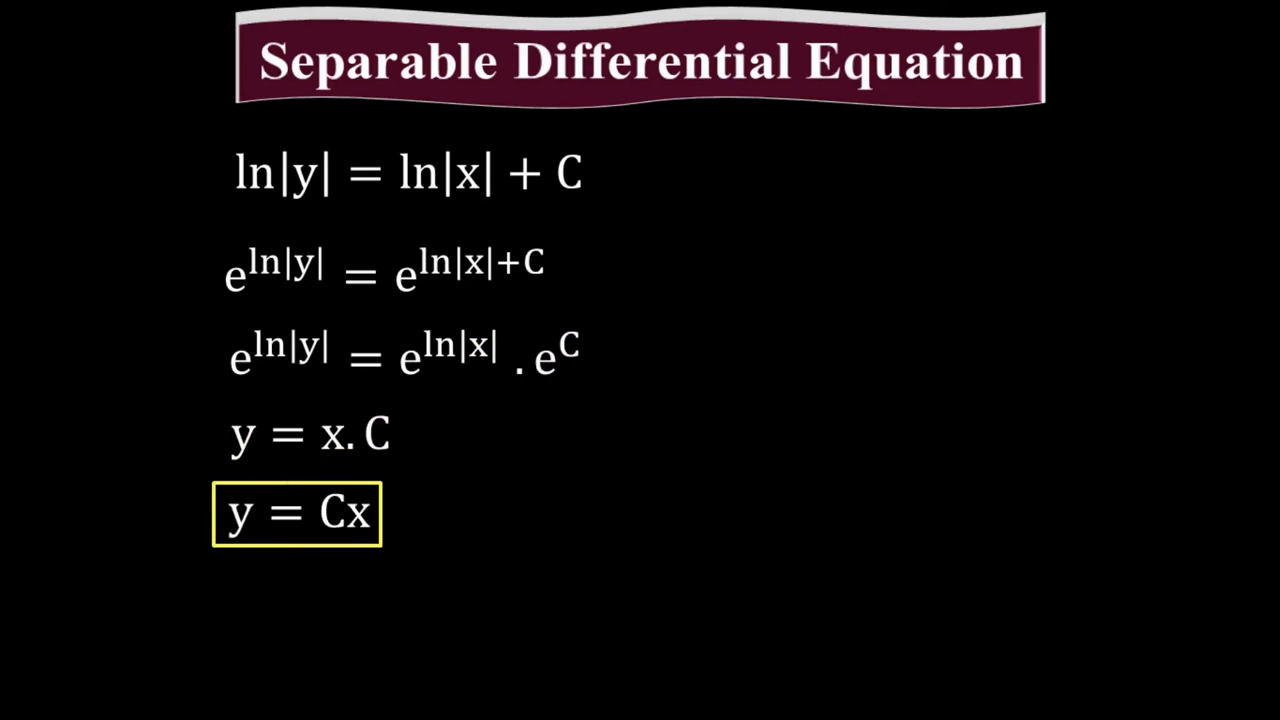 Separable Differential Equation
ln|y| = ln|x| + C
e^{ln|y|} = e^{ln|x|+C}
e^{ln|y|} = e^{ln|x|} . e^{C}
y = x. C
y = Cx